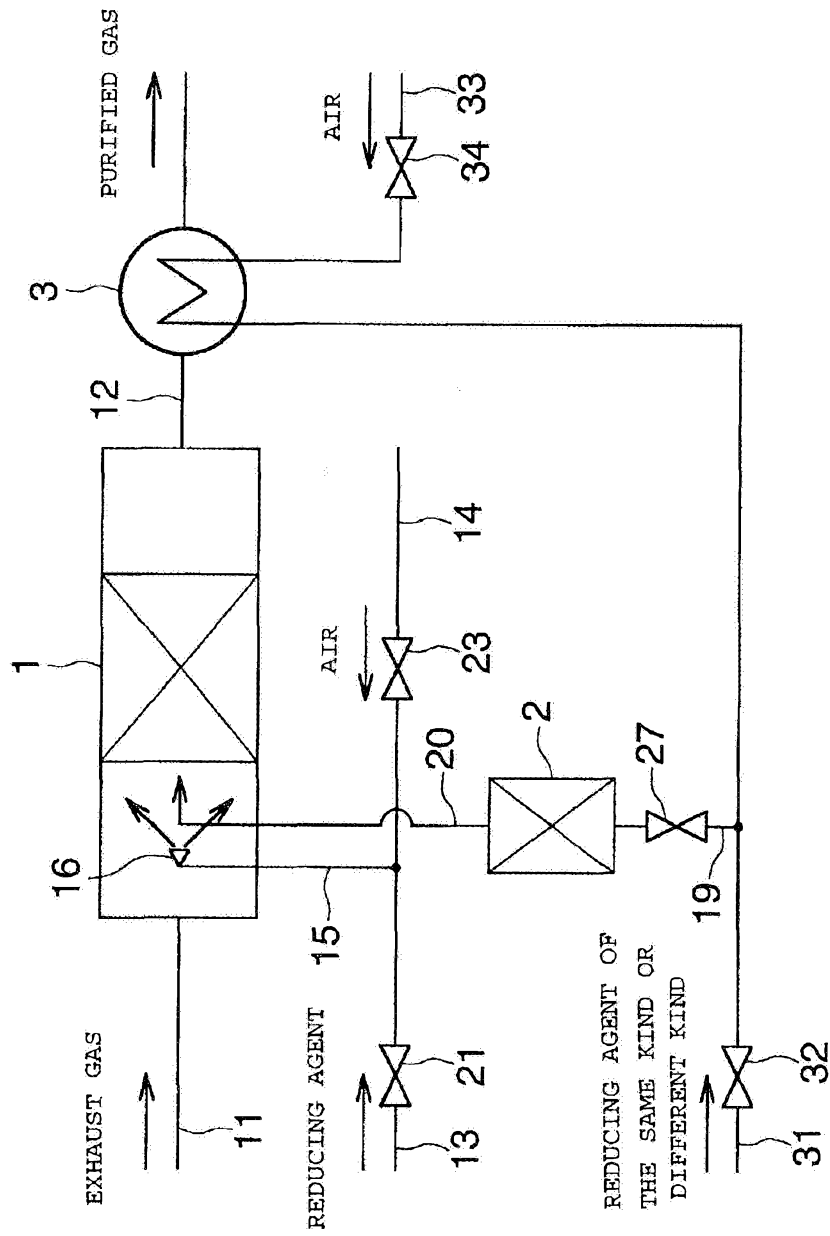 EXHAUST GAS
11
16
1
12
3
PURIFIED GAS
REDUCING AGENT
13
21
15
20
AIR
23
14
AIR
34
33
REDUCING AGENT OF
THE SAME KIND OR
DIFFERENT KIND
31
32
19
27
2